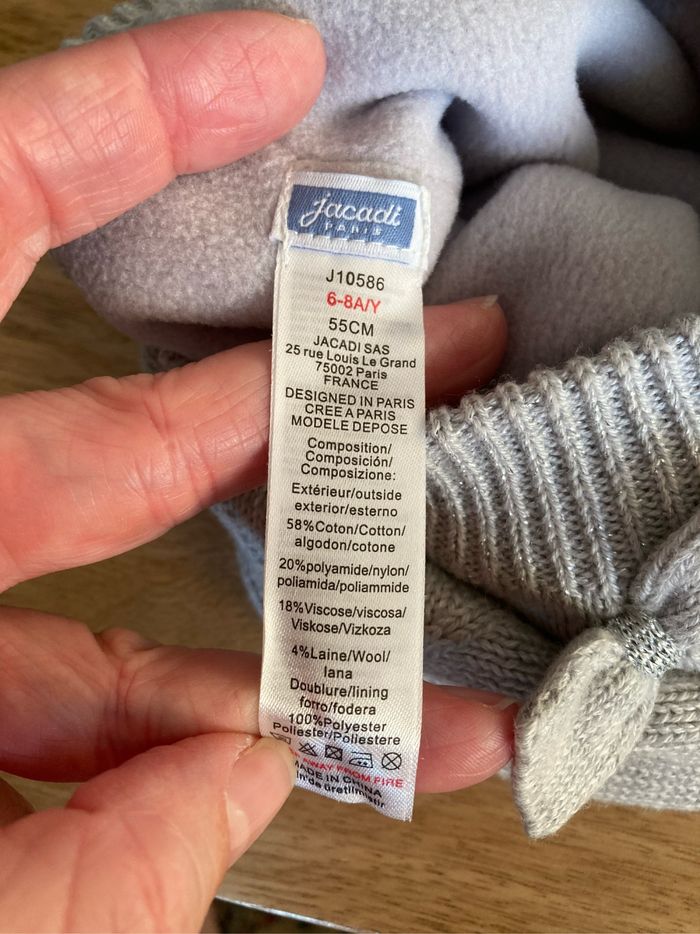 jacadi
PARIS
J10586
6-8A/Y
55CM
JACADI SAS
25 rue Louis Le Grand
75002 Paris
FRANCE
DESIGNED IN PARIS
CREE A PARIS
MODELE DEPOSE
Composition/
Composición/
Composizione:
Extérieur/outside
exterior/esterno
58%Coton/Cotton/
algodon/cotone
20%polyamide/nylon/
poliamida/poliammide
18%Viscose/viscosa/
Viskose/Vizkoza
4%Laine/Wool/
lana
Doublure/lining
forro/fodera
100%Polyester
Poliester/Poliestere
AWAY FROM FIRE
MADE IN CHINA
üretilmistir